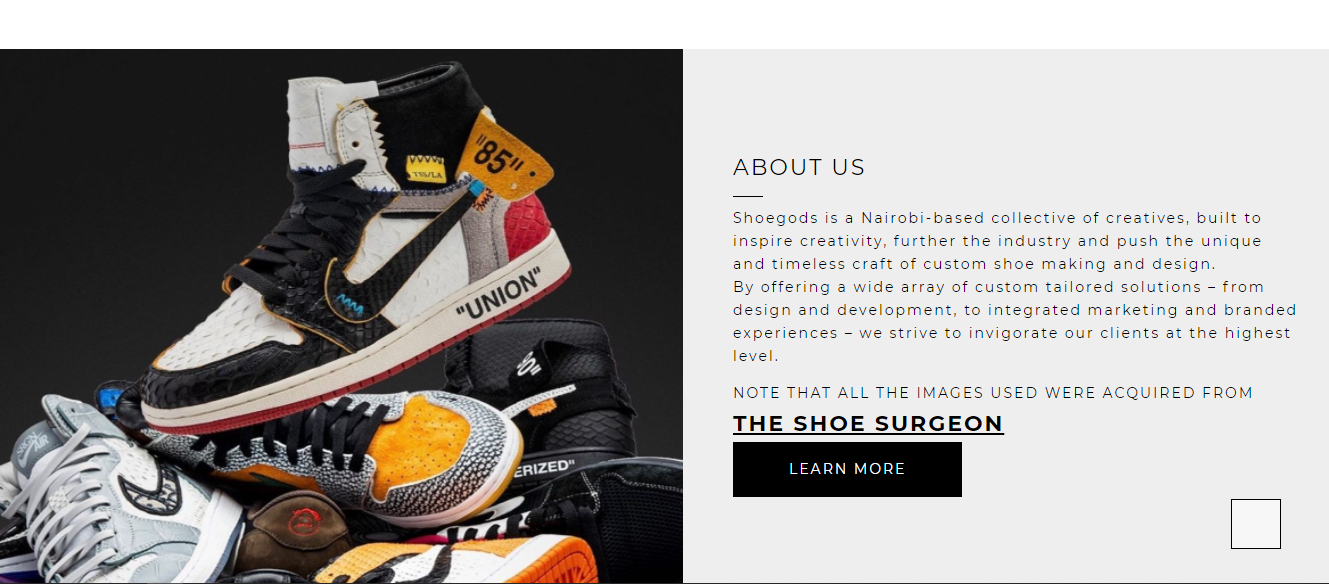 "85"
TSS/LA
"UNION"
ERIZED"
AIR
ABOUT US
Shoegods is a Nairobi-based collective of creatives, built to
inspire creativity, further the industry and push the unique
and timeless craft of custom shoe making and design.
By offering a wide array of custom tailored solutions – from
design and development, to integrated marketing and branded
experiences – we strive to invigorate our clients at the highest
level.
NOTE THAT ALL THE IMAGES USED WERE ACQUIRED FROM
THE SHOE SURGEON
LEARN MORE